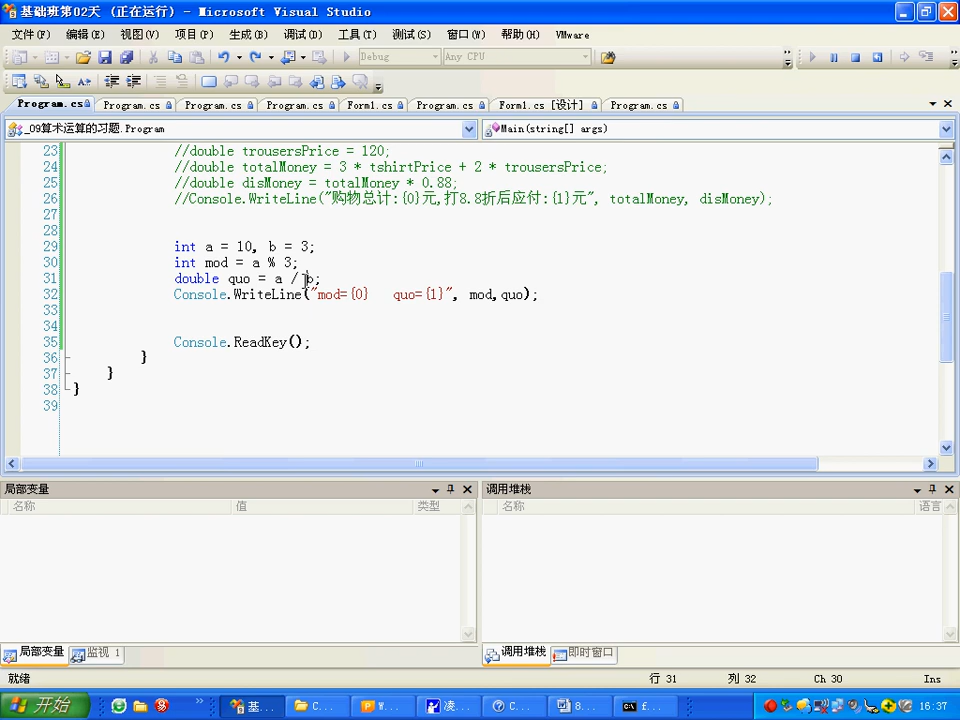 基础班第02天 (正在运行) - Microsoft Visual Studio
文件(F) 编辑(E) 视图(V) 项目(P) 生成(B) 调试(D) 工具(T) 测试(S) 窗口(W) 帮助(H) VMware
Debug Any CPU
Program.cs Program.cs Program.cs Program.cs Form1.cs Program.cs Form1.cs [设计] Program.cs
_09算术运算的习题.Program Main(string[] args)
23 //double trousersPrice = 120;
24 //double totalMoney = 3 * tshirtPrice + 2 * trousersPrice;
25 //double disMoney = totalMoney * 0.88;
26 //Console.WriteLine("购物总计:{0}元,打8.8折后应付:{1}元", totalMoney, disMoney);
27
28
29 int a = 10, b = 3;
30 int mod = a % 3;
31 double quo = a / b;
32 Console.WriteLine("mod={0}   quo={1}", mod,quo);
33
34
35 Console.ReadKey();
36 }
37 }
38 }
39
局部变量 调用堆栈
名称 值 类型 名称 语言
局部变量 监视 1 调用堆栈 即时窗口
就绪 行 31 列 32 Ch 30 Ins
开始 基... C... W... 凌... C... 8... f... 16:37